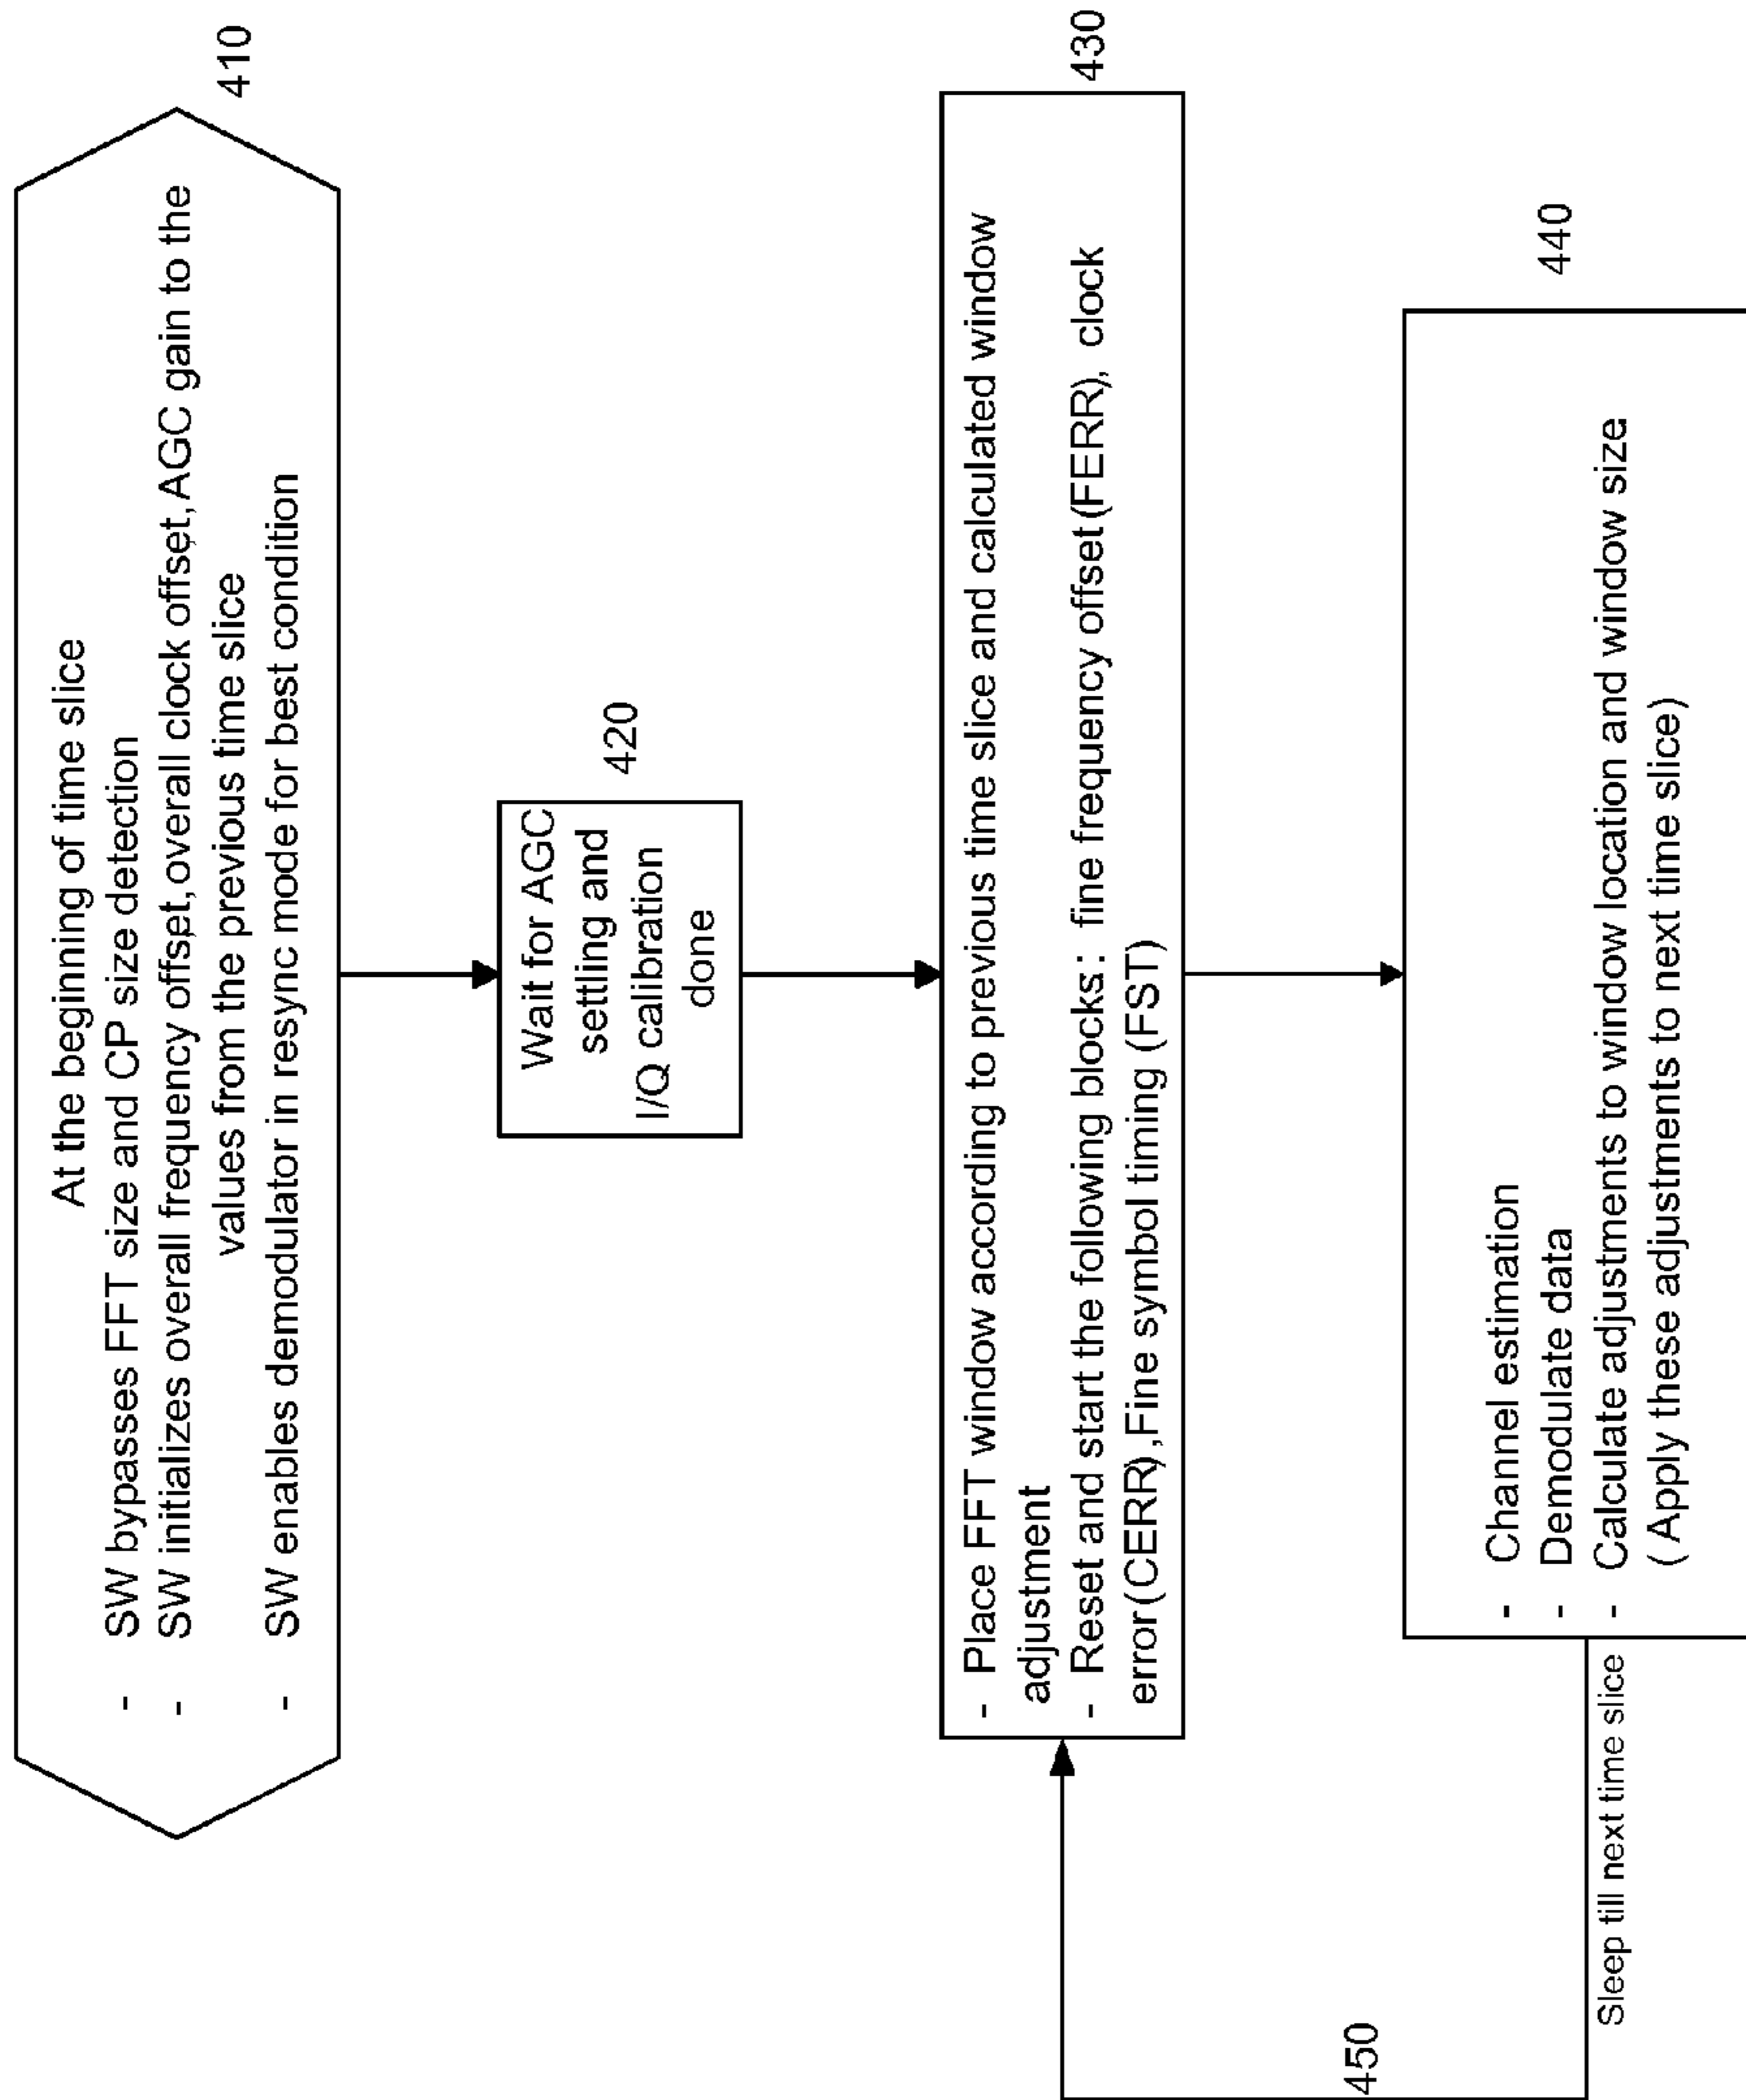 At the beginning of time slice
- SW bypasses FFT size and CP size detection
- SW initializes overall frequency offset, overall clock offset, AGC gain to the
values from the previous time slice
- SW enables demodulator in resync mode for best condition
410
Wait for AGC
settling and
I/Q calibration
done
420
- Place FFT window according to previous time slice and calculated window
adjustment
- Reset and start the following blocks: fine frequency offset (FERR), clock
error (CERR), Fine symbol timing (FST)
430
- Channel estimation
- Demodulate data
- Calculate adjustments to window location and window size
( Apply these adjustments to next time slice)
440
Sleep till next time slice
450